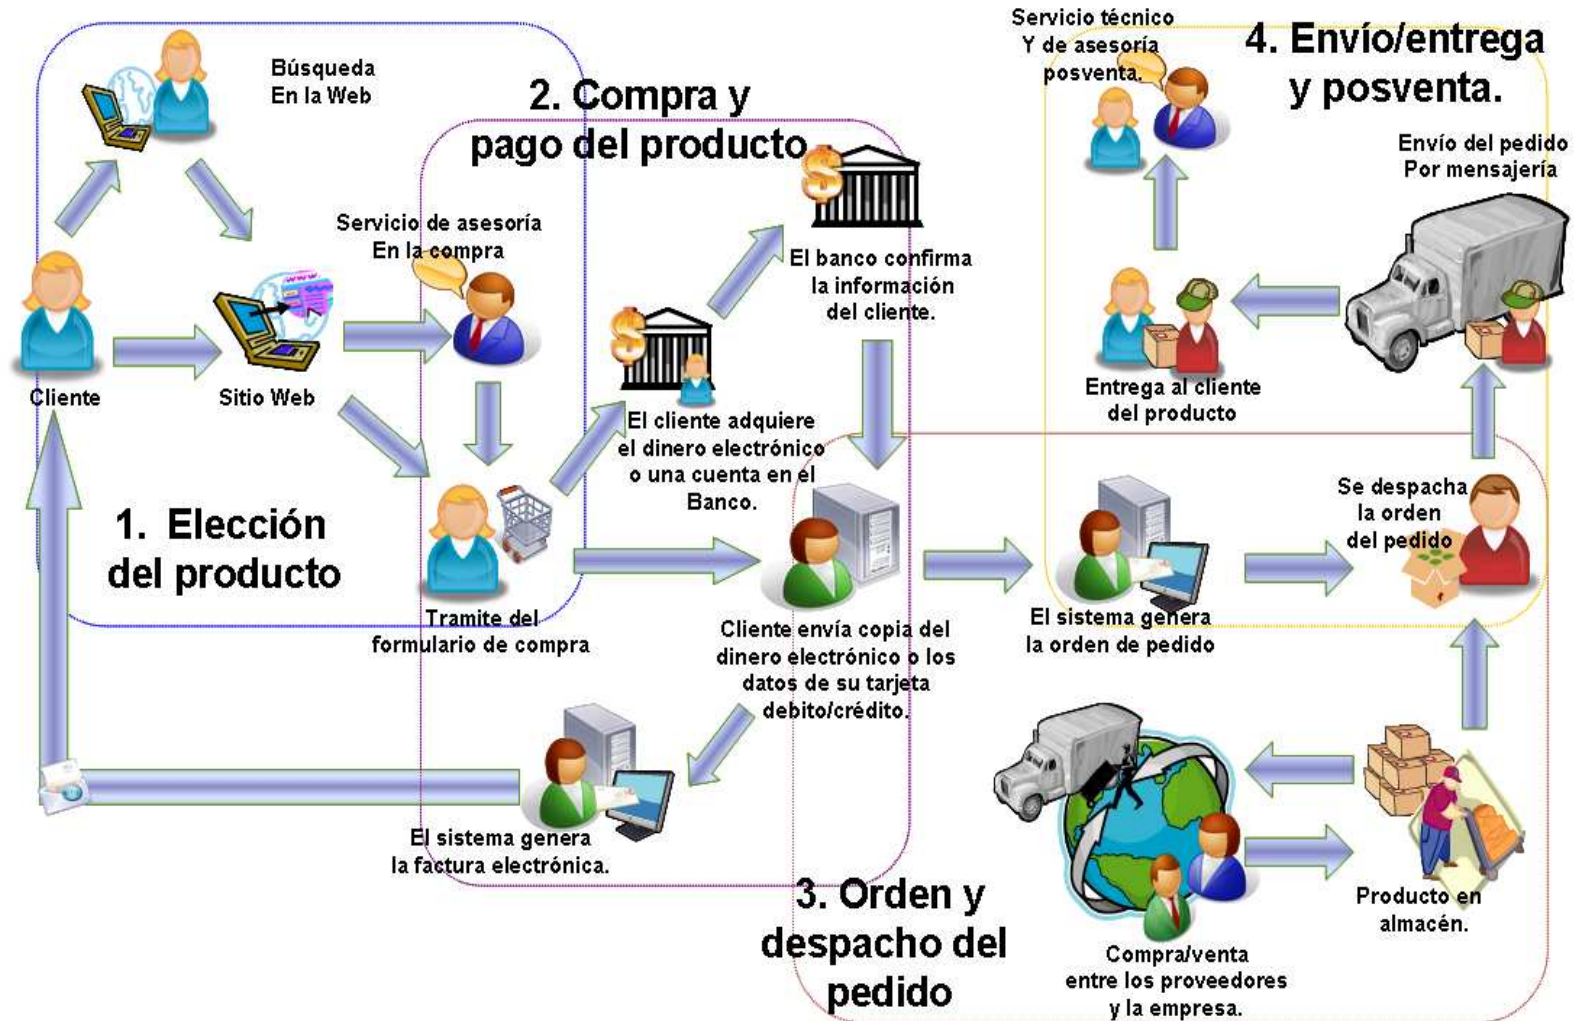 Búsqueda
En la Web
2. Compra y
pago del producto
Servicio técnico
Y de asesoría
posventa.
4. Envío/entrega
y posventa.
Envío del pedido
Por mensajería
Servicio de asesoría
En la compra
El banco confirma
la información
del cliente.
Cliente
Sitio Web
El cliente adquiere
el dinero electrónico
o una cuenta en el
Banco.
Entrega al cliente
del producto
1. Elección
del producto
Se despacha
la orden
del pedido
Tramite del
formulario de compra
Cliente envía copia del
dinero electrónico o los
datos de su tarjeta
debito/crédito.
El sistema genera
la orden de pedido
El sistema genera
la factura electrónica.
3. Orden y
despacho del
pedido
Compra/venta
entre los proveedores
y la empresa.
Producto en
almacén.